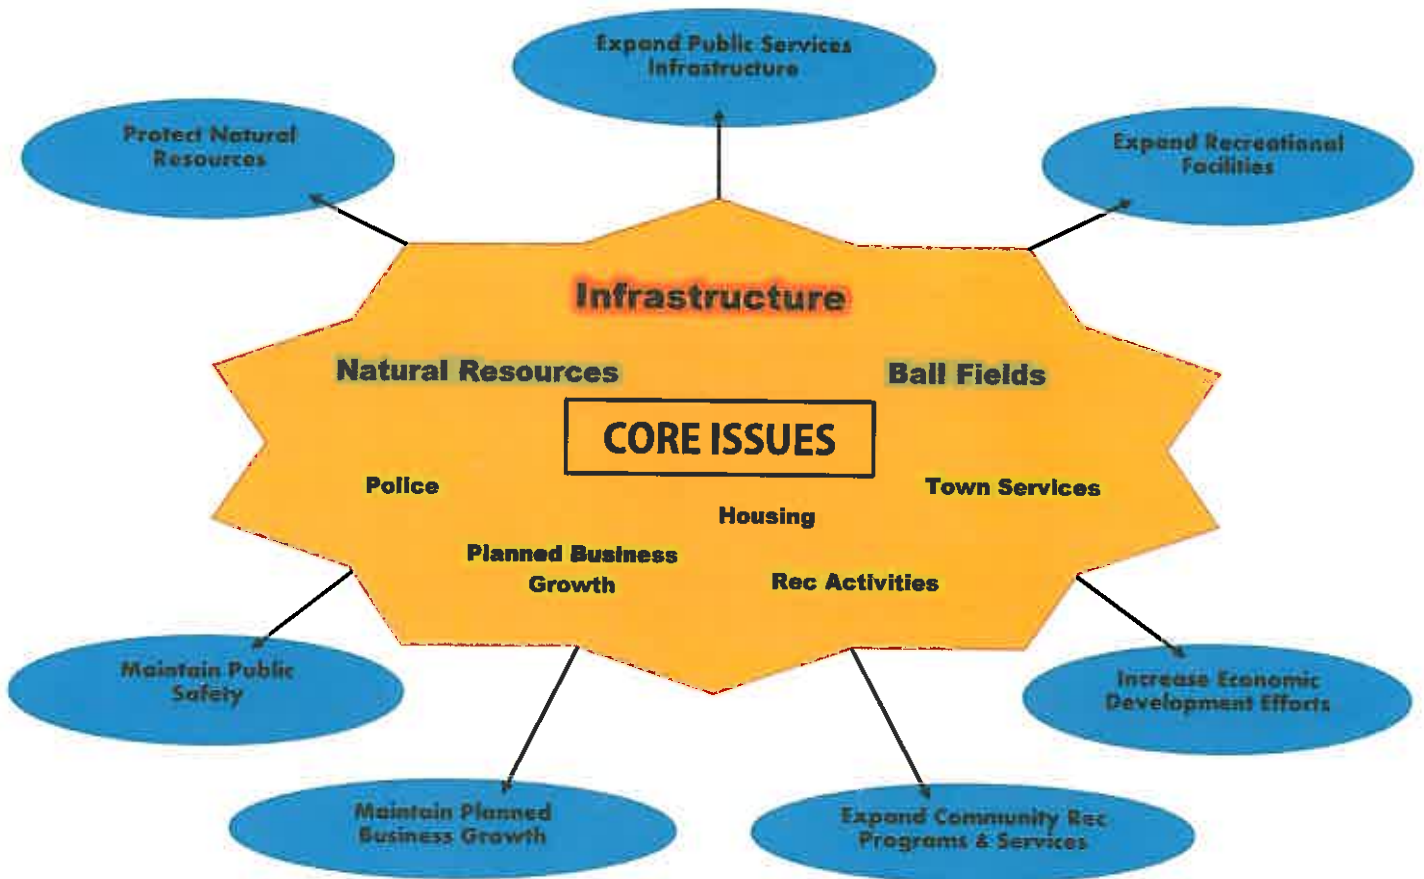 Expand Public Services
Infrastructure
Protect Natural
Resources
Expand Recreational
Facilities
Infrastructure
Natural Resources
Ball Fields
CORE ISSUES
Police
Town Services
Housing
Planned Business
Growth
Rec Activities
Maintain Public
Safety
Increase Economic
Development Efforts
Maintain Planned
Business Growth
Expand Community Rec
Programs & Services